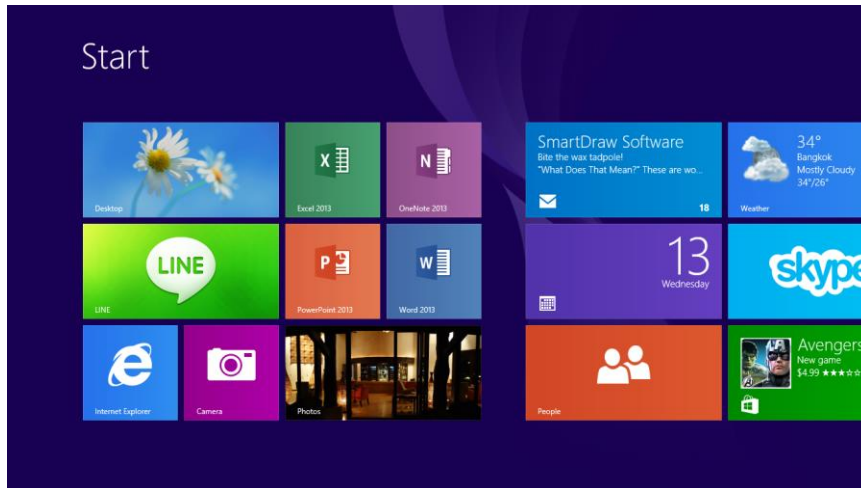 Start
Desktop
Excel 2013
OneNote 2013
LINE
LINE
PowerPoint 2013
Word 2013
Internet Explorer
Camera
Photos
SmartDraw Software
Bite the wax tadpole!
"What Does That Mean?" These are wo...
18
34°
Bangkok
Mostly Cloudy
34°/26°
Weather
13
Wednesday
skype
People
Avengers
New game
$4.99